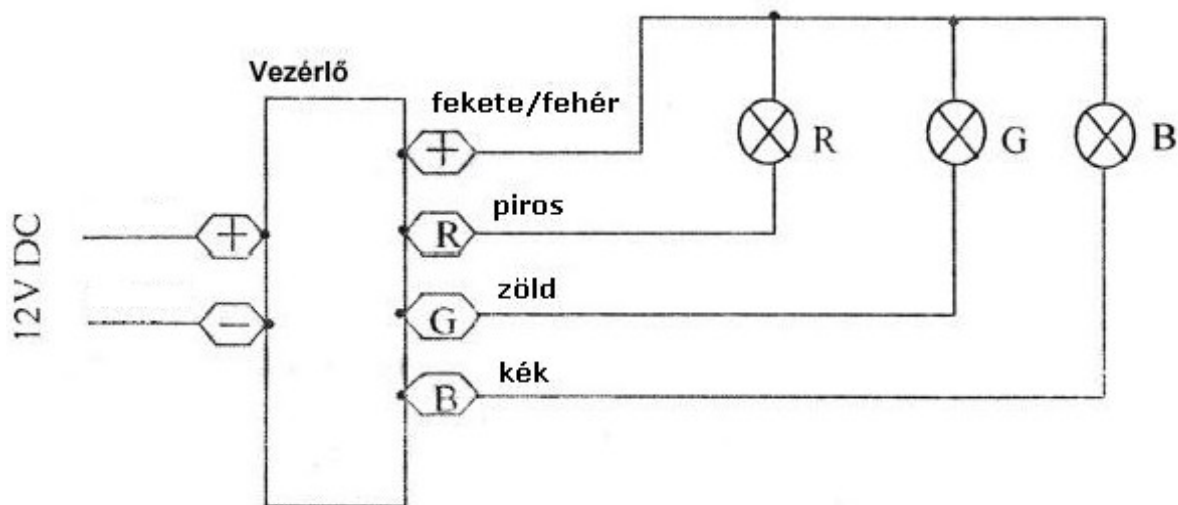 Vezérlő
fekete/fehér
+
R
G
B
piros
+
R
12V DC
zöld
-
G
kék
B